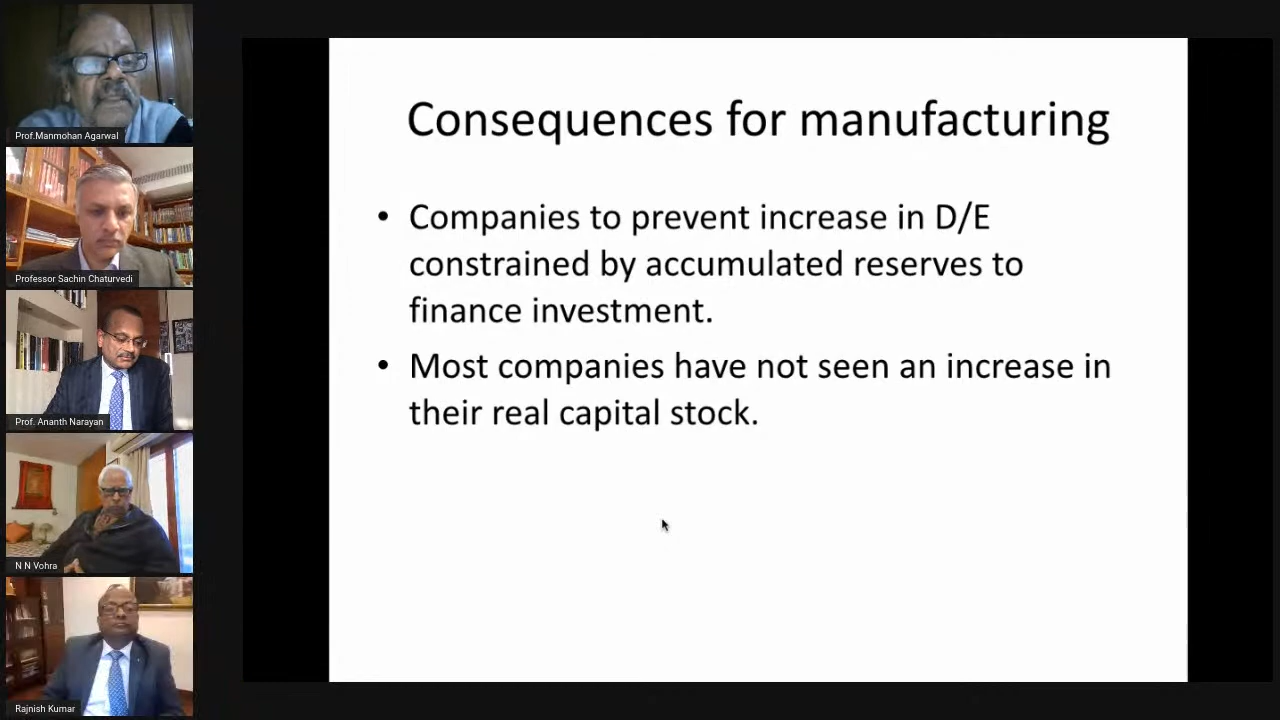 Prof.Manmohan Agarwal
Professor Sachin Chaturvedi
Prof. Ananth Narayan
N N Vohra
Rajnish Kumar
Consequences for manufacturing
• Companies to prevent increase in D/E
constrained by accumulated reserves to
finance investment.
• Most companies have not seen an increase in
their real capital stock.